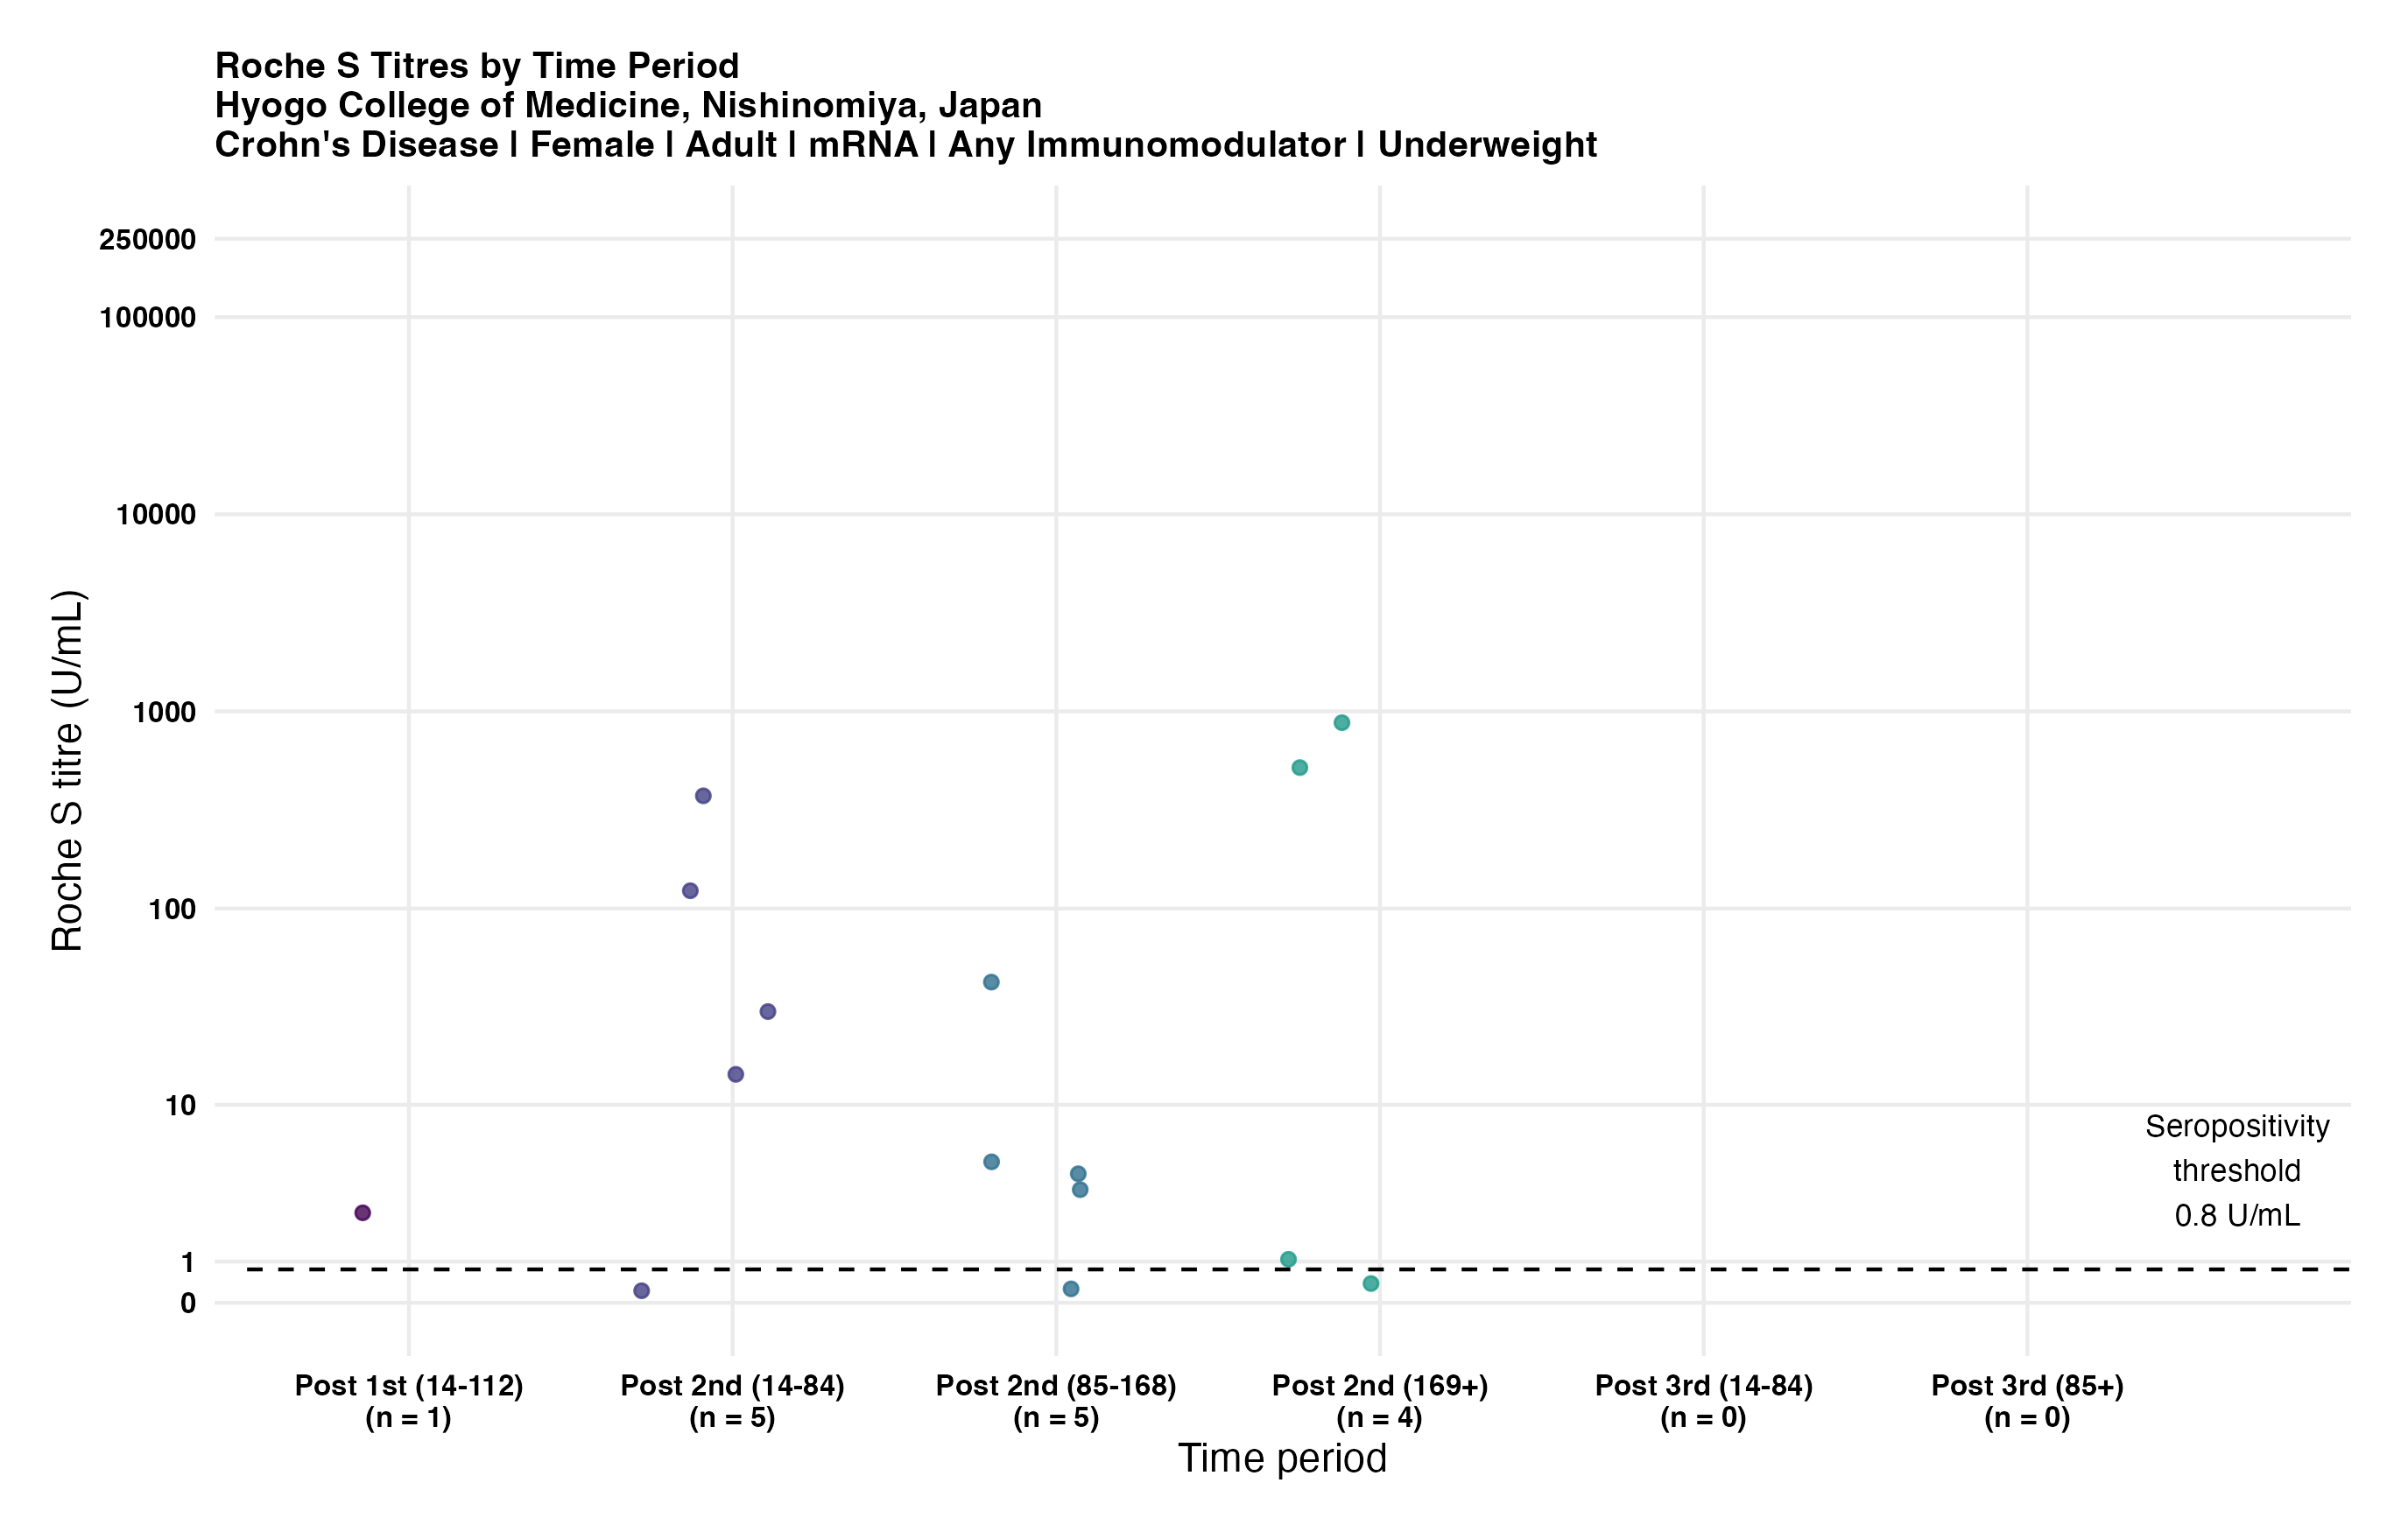 Roche S Titres by Time Period
Hyogo College of Medicine, Nishinomiya, Japan
Crohn's Disease | Female | Adult | mRNA | Any Immunomodulator | Underweight
Roche S titre (U/mL)
250000
100000
10000
1000
100
10
1
0
Seropositivity
threshold
0.8 U/mL
Post 1st (14-112)
(n = 1)
Post 2nd (14-84)
(n = 5)
Post 2nd (85-168)
(n = 5)
Post 2nd (169+)
(n = 4)
Post 3rd (14-84)
(n = 0)
Post 3rd (85+)
(n = 0)
Time period